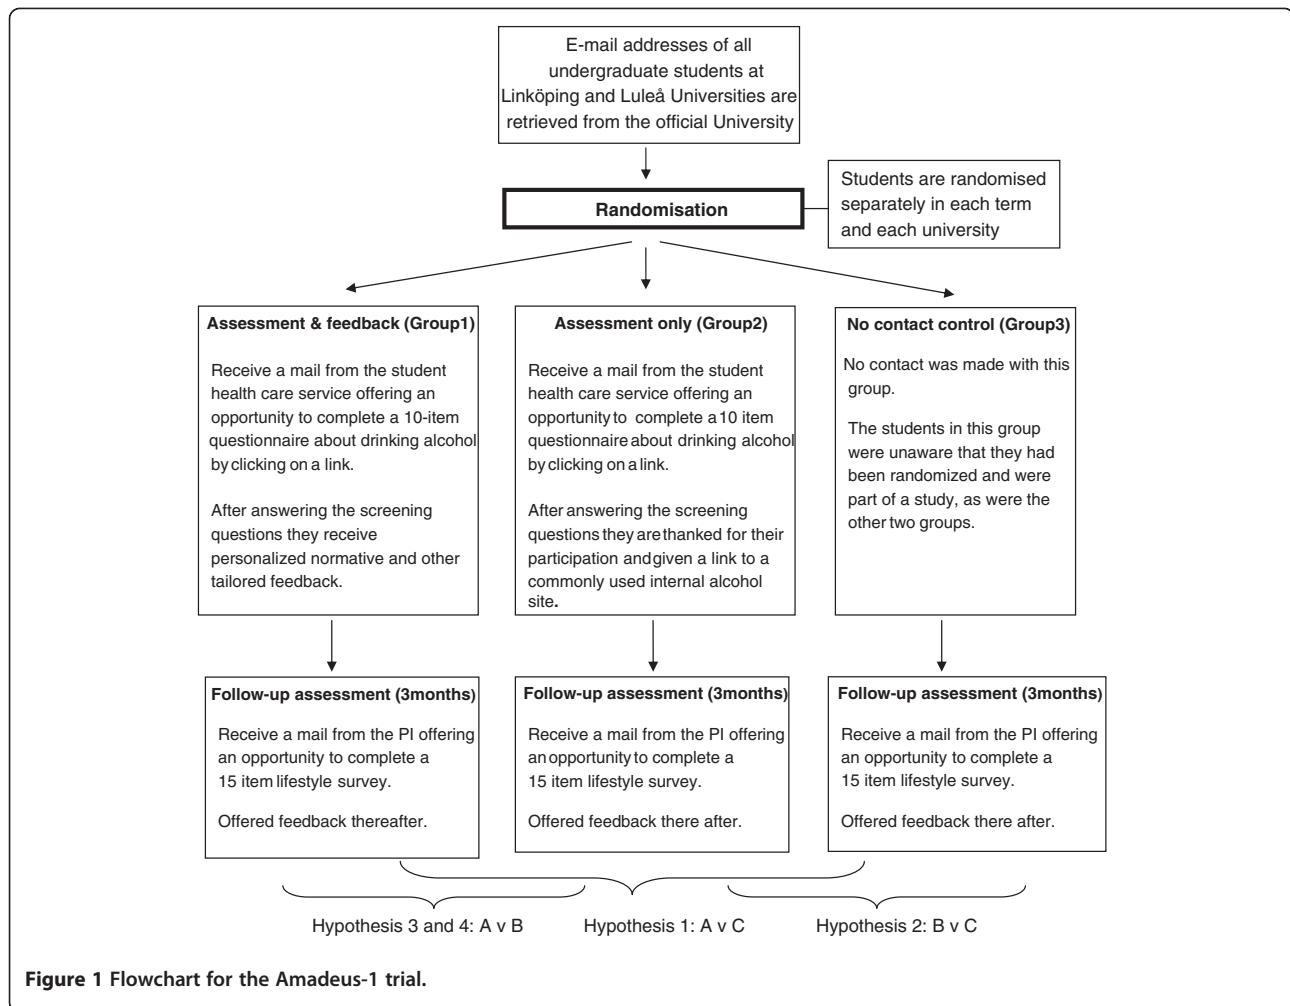 E-mail addresses of all
undergraduate students at
Linköping and Luleå Universities are
retrieved from the official University
Randomisation
Students are randomised
separately in each term
and each university
Assessment & feedback (Group1)
Receive a mail from the student
health care service offering an
opportunity to complete a 10-item
questionnaire about drinking alcohol
by clicking on a link.
After answering the screening
questions they receive
personalized normative and other
tailored feedback.
Assessment only (Group2)
Receive a mail from the student
health care service offering an
opportunity to complete a 10 item
questionnaire about drinking alcohol
by clicking on a link.
After answering the screening
questions they are thanked for their
participation and given a link to a
commonly used internal alcohol
site.
No contact control (Group3)
No contact was made with this
group.
The students in this group
were unaware that they had
been randomized and were
part of a study, as were the
other two groups.
Follow-up assessment (3months)
Receive a mail from the PI offering
an opportunity to complete a
15 item lifestyle survey.
Offered feedback thereafter.
Follow-up assessment (3months)
Receive a mail from the PI offering
an opportunity to complete a
15 item lifestyle survey.
Offered feedback there after.
Follow-up assessment (3months)
Receive a mail from the PI offering
an opportunity to complete a
15 item lifestyle survey.
Offered feedback there after.
Hypothesis 3 and 4: A v B
Hypothesis 1: A v C
Hypothesis 2: B v C
Figure 1 Flowchart for the Amadeus-1 trial.